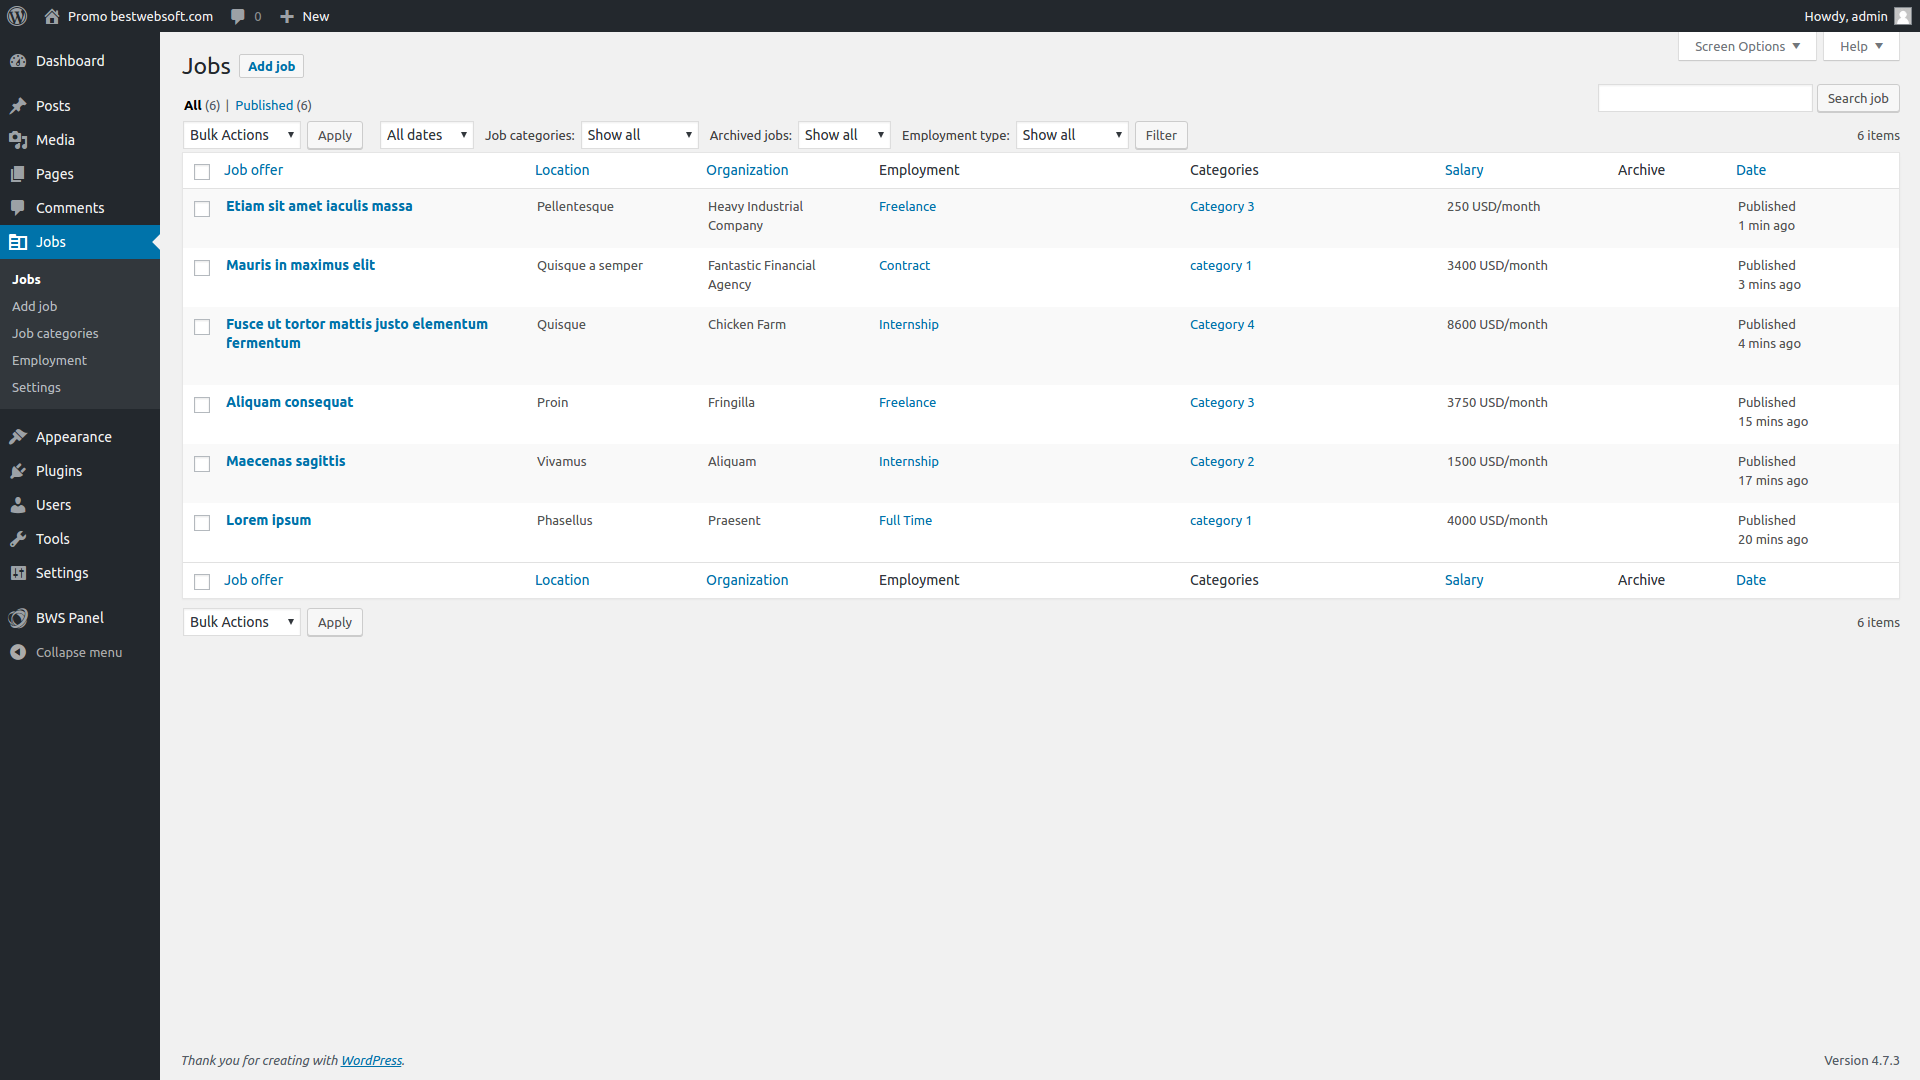 Promo bestwebsoft.com 0 New Howdy, admin
Screen Options Help
Dashboard
Posts
Media
Pages
Comments
Jobs
Jobs
Add job
Job categories
Employment
Settings
Appearance
Plugins
Users
Tools
Settings
BWS Panel
Collapse menu
Jobs Add job
All (6) | Published (6)
Search job
Bulk Actions Apply All dates Job categories: Show all Archived jobs: Show all Employment type: Show all Filter 6 items
Job offer Location Organization Employment Categories Salary Archive Date
Etiam sit amet iaculis massa Pellentesque Heavy Industrial Freelance Category 3 250 USD/month Published
Company 1 min ago
Mauris in maximus elit Quisque a semper Fantastic Financial Contract category 1 3400 USD/month Published
Agency 3 mins ago
Fusce ut tortor mattis justo elementum Quisque Chicken Farm Internship Category 4 8600 USD/month Published
fermentum 4 mins ago
Aliquam consequat Proin Fringilla Freelance Category 3 3750 USD/month Published
15 mins ago
Maecenas sagittis Vivamus Aliquam Internship Category 2 1500 USD/month Published
17 mins ago
Lorem ipsum Phasellus Praesent Full Time category 1 4000 USD/month Published
20 mins ago
Job offer Location Organization Employment Categories Salary Archive Date
Bulk Actions Apply 6 items
Thank you for creating with WordPress. Version 4.7.3